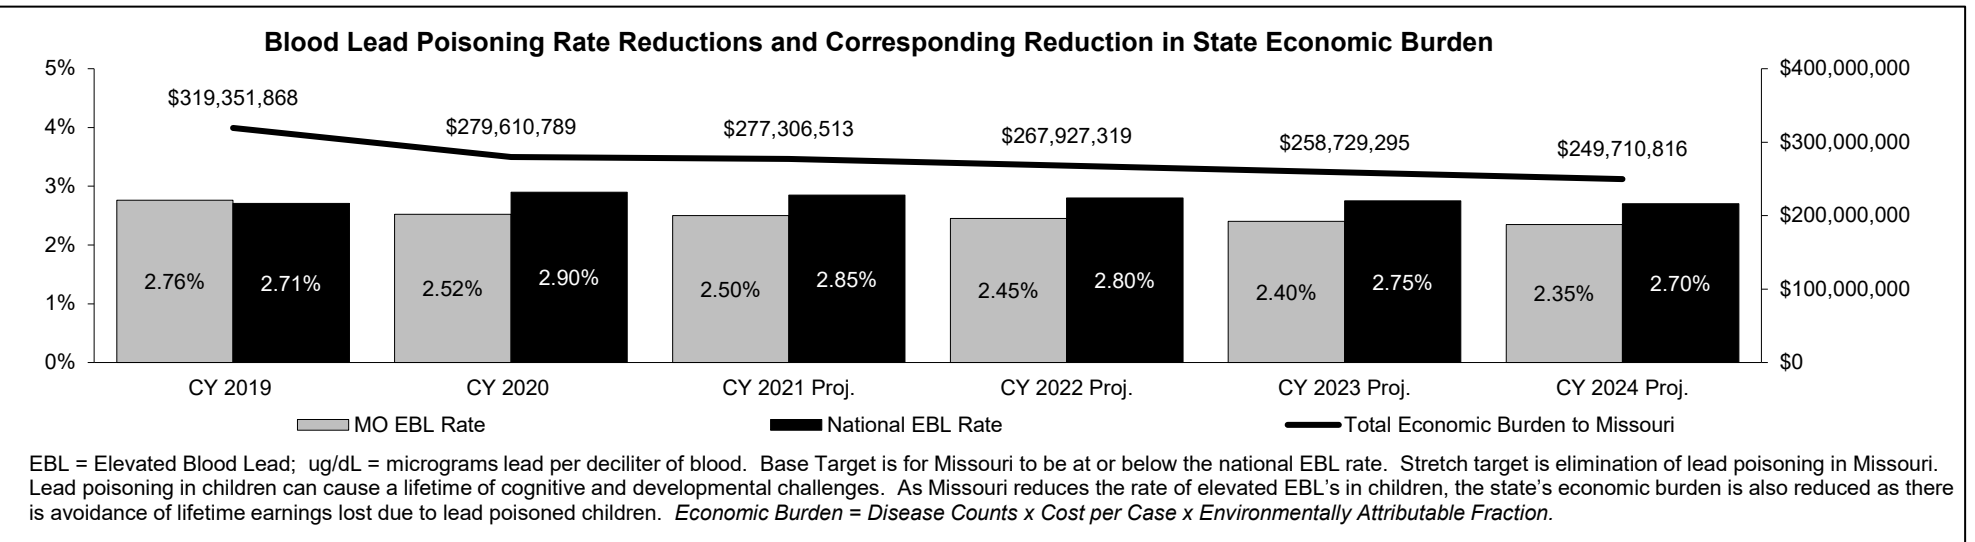 Blood Lead Poisoning Rate Reductions and Corresponding Reduction in State Economic Burden
5%
4%
3%
2%
1%
0%
$400,000,000
$300,000,000
$200,000,000
$100,000,000
$0
$319,351,868
$279,610,789
$277,306,513
$267,927,319
$258,729,295
$249,710,816
2.76%
2.71%
2.52%
2.90%
2.50%
2.85%
2.45%
2.80%
2.40%
2.75%
2.35%
2.70%
CY 2019
CY 2020
CY 2021 Proj.
CY 2022 Proj.
CY 2023 Proj.
CY 2024 Proj.
MO EBL Rate
National EBL Rate
Total Economic Burden to Missouri
EBL = Elevated Blood Lead;  ug/dL = micrograms lead per deciliter of blood.  Base Target is for Missouri to be at or below the national EBL rate.  Stretch target is elimination of lead poisoning in Missouri.
Lead poisoning in children can cause a lifetime of cognitive and developmental challenges.  As Missouri reduces the rate of elevated EBL's in children, the state's economic burden is also reduced as there
is avoidance of lifetime earnings lost due to lead poisoned children.  Economic Burden = Disease Counts x Cost per Case x Environmentally Attributable Fraction.